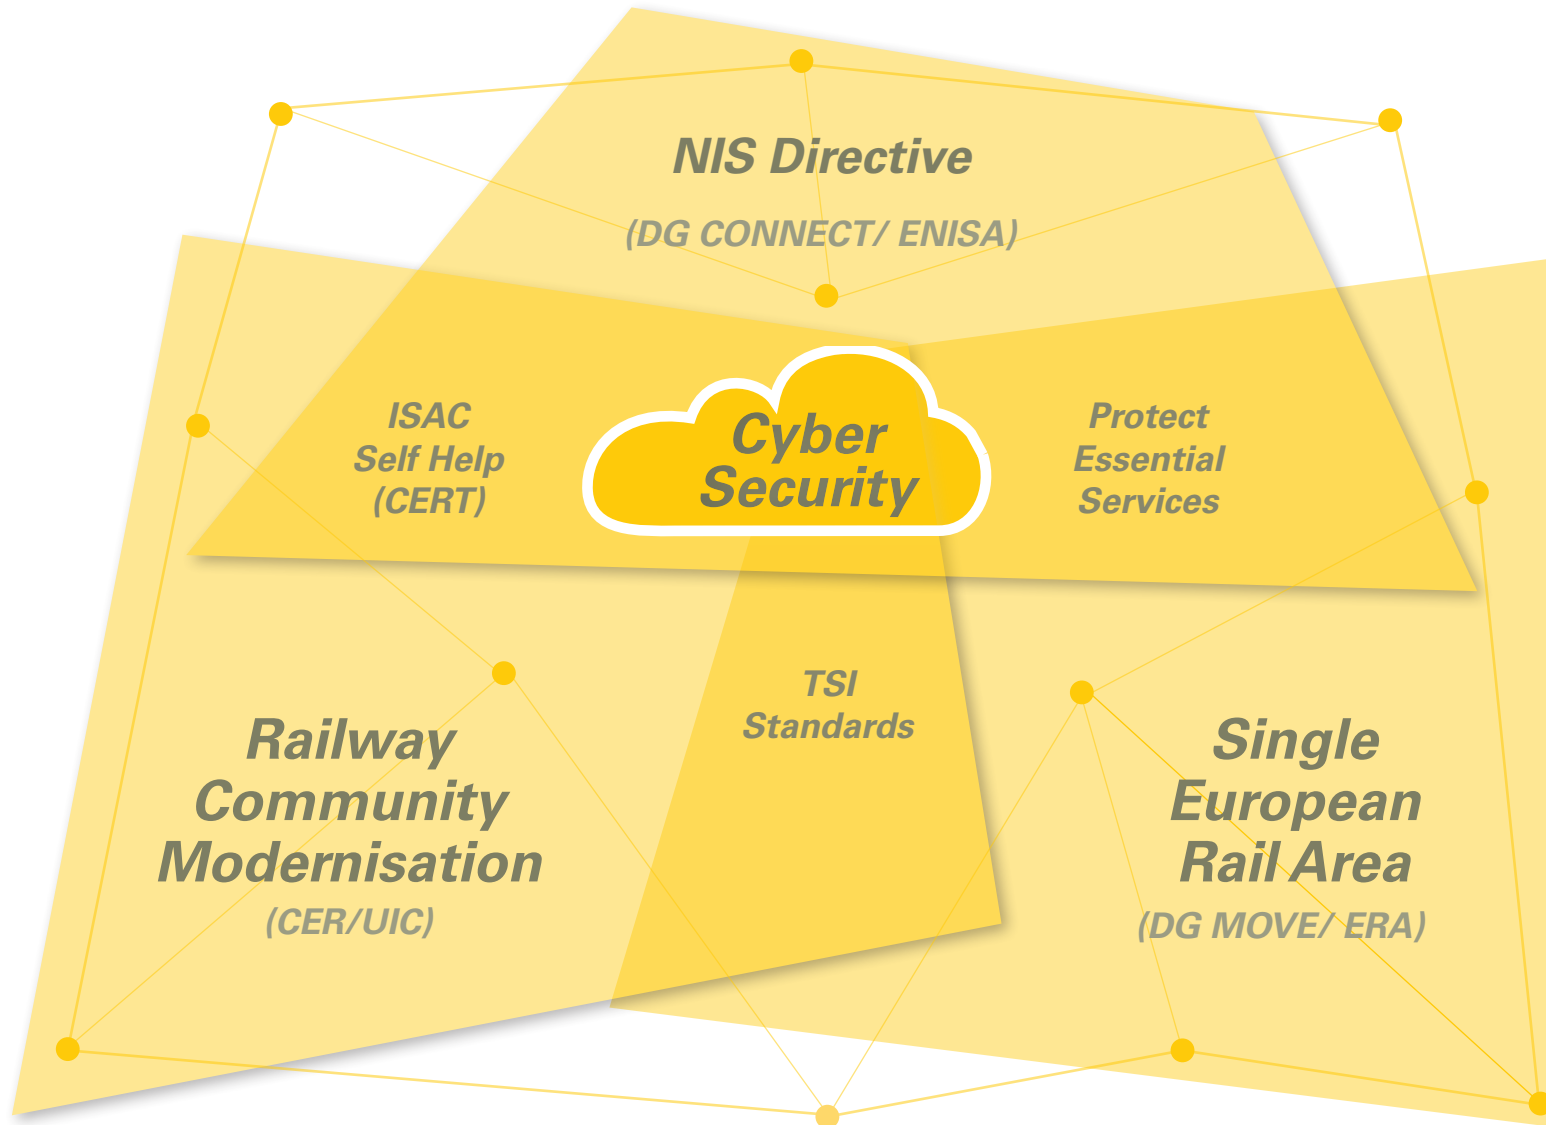 NIS Directive
(DG CONNECT/ ENISA)
ISAC
Self Help
(CERT)
Cyber
Security
Protect
Essential
Services
TSI
Standards
Railway
Community
Modernisation
(CER/UIC)
Single
European
Rail Area
(DG MOVE/ ERA)